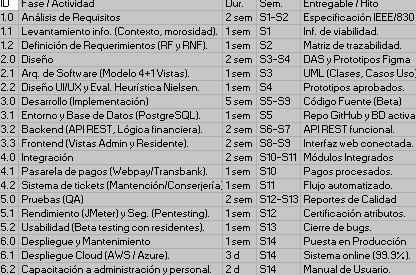 ID Fase / Actividad Dur. Sem. Entregable / Hito
1.0 Análisis de Requisitos 2 sem S1-S2 Especificación IEEE/830
1.1 Levantamiento info. (Contexto, morosidad). 1sem S1 Inf. de viabilidad.
1.2 Definición de Requerimientos (RF y RNF). 1 sem S2 Matriz de trazabilidad.
2.0 Diseño 2 sem S3-S4 DAS y Prototipos Figma
2.1 Arq. de Software (Modelo 4+1 Vistas). 1 sem S3 UML (Clases, Casos Uso)
2.2 Diseño UI/UX y Eval. Heurística Nielsen. 1 sem S4 Prototipos aprobados.
3.0 Desarrollo (Implementación) 5 sem S5-S9 Código Fuente (Beta)
3.1 Entorno y Base de Datos (PostgreSQL). 1 sem S5 Repo GitHub y BD activa
3.2 Backend (API REST, Lógica financiera). 2 sem S6-S7 API REST funcional.
3.3 Frontend (Vistas Admin y Residente). 2 sem S8-S9 Interfaz web conectada.
4.0 Integración 2 sem S10-S11 Módulos Integrados
4.1 Pasarela de pagos (Webpay/Transbank). 1 sem S10 Pagos procesados.
4.2 Sistema de tickets (Mantención/Conserjería) 1 sem S11 Flujo automatizado.
5.0 Pruebas (QA) 2 sem S12-S13 Reportes de Calidad
5.1 Rendimiento (JMeter) y Seg. (Pentesting). 1 sem S12 Certificación atributos.
5.2 Usabilidad (Beta testing con residentes). 1 sem S13 Cierre de bugs.
6.0 Despliegue y Mantenimiento 1 sem S14 Puesta en Producción
6.1 Despliegue Cloud (AWS / Azure). 3 d S14 Sistema online (99.9%).
6.2 Capacitación a administración y personal. 2 d S14 Manual de Usuario.